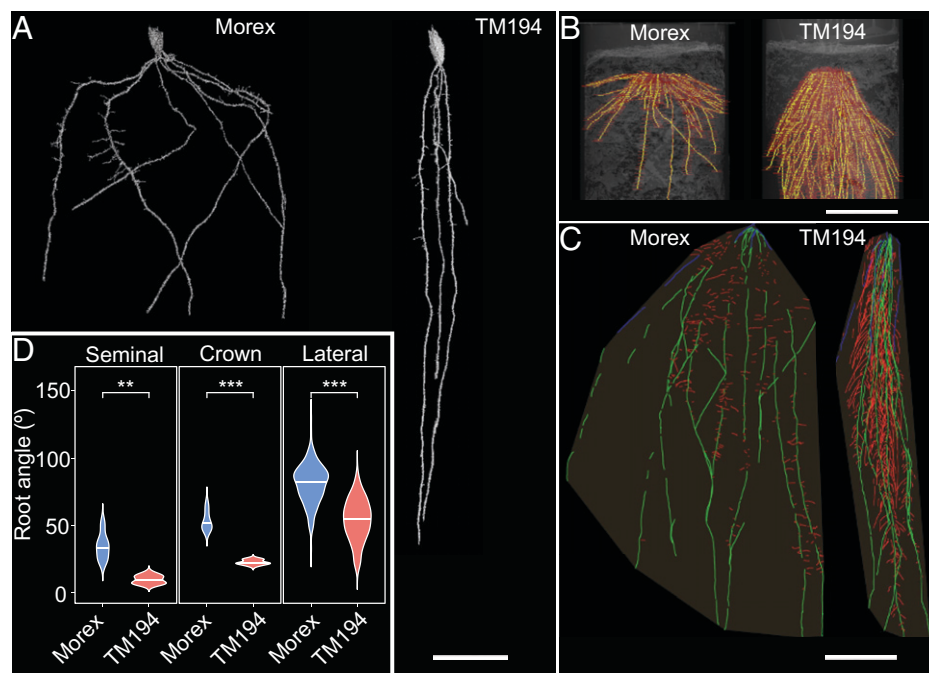 A
Morex
TM194
B
Morex
TM194
C
Morex
TM194
D
Seminal
Crown
Lateral
**
***
***
Root angle (º)
150
100
50
0
Morex
TM194
Morex
TM194
Morex
TM194